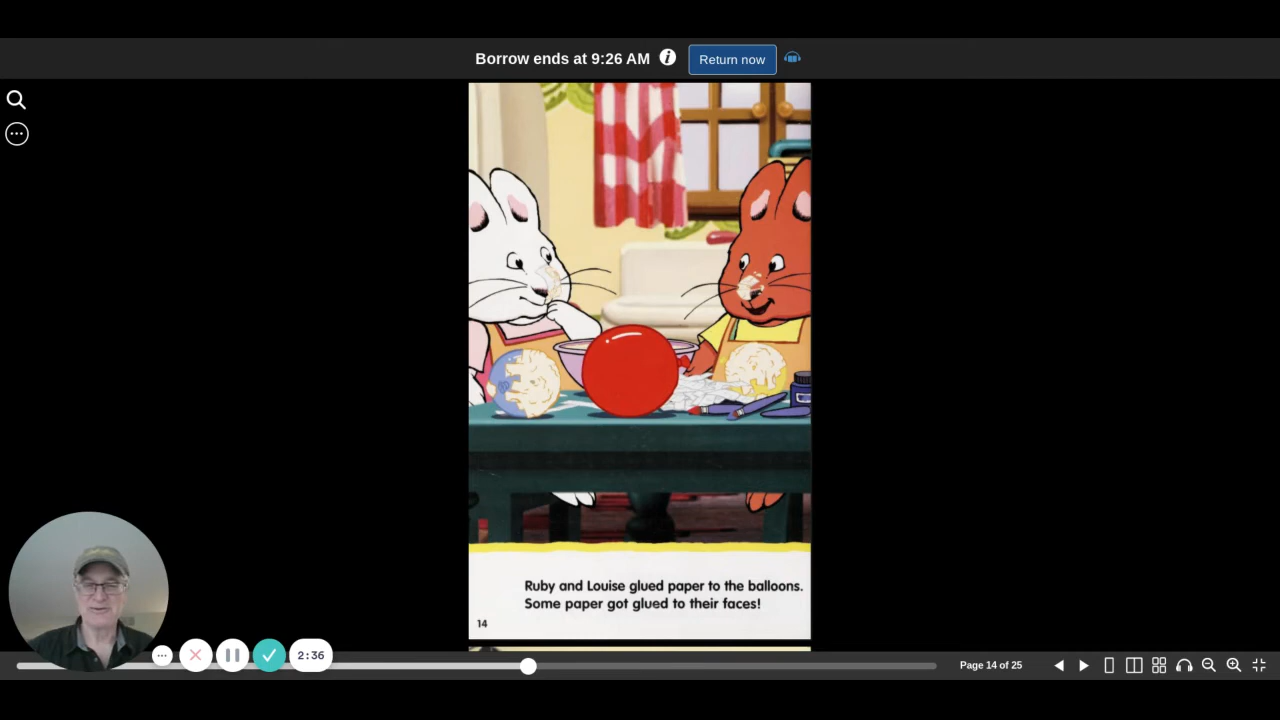 Borrow ends at 9:26 AM
Return now
Ruby and Louise glued paper to the balloons.
Some paper got glued to their faces!
14
2:36
Page 14 of 25